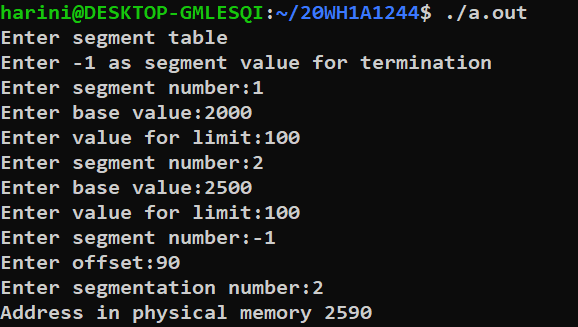 harini@DESKTOP-GMLESQI:~/20WH1A1244$ ./a.out
Enter segment table
Enter -1 as segment value for termination
Enter segment number:1
Enter base value:2000
Enter value for limit:100
Enter segment number:2
Enter base value:2500
Enter value for limit:100
Enter segment number:-1
Enter offset:90
Enter segmentation number:2
Address in physical memory 2590